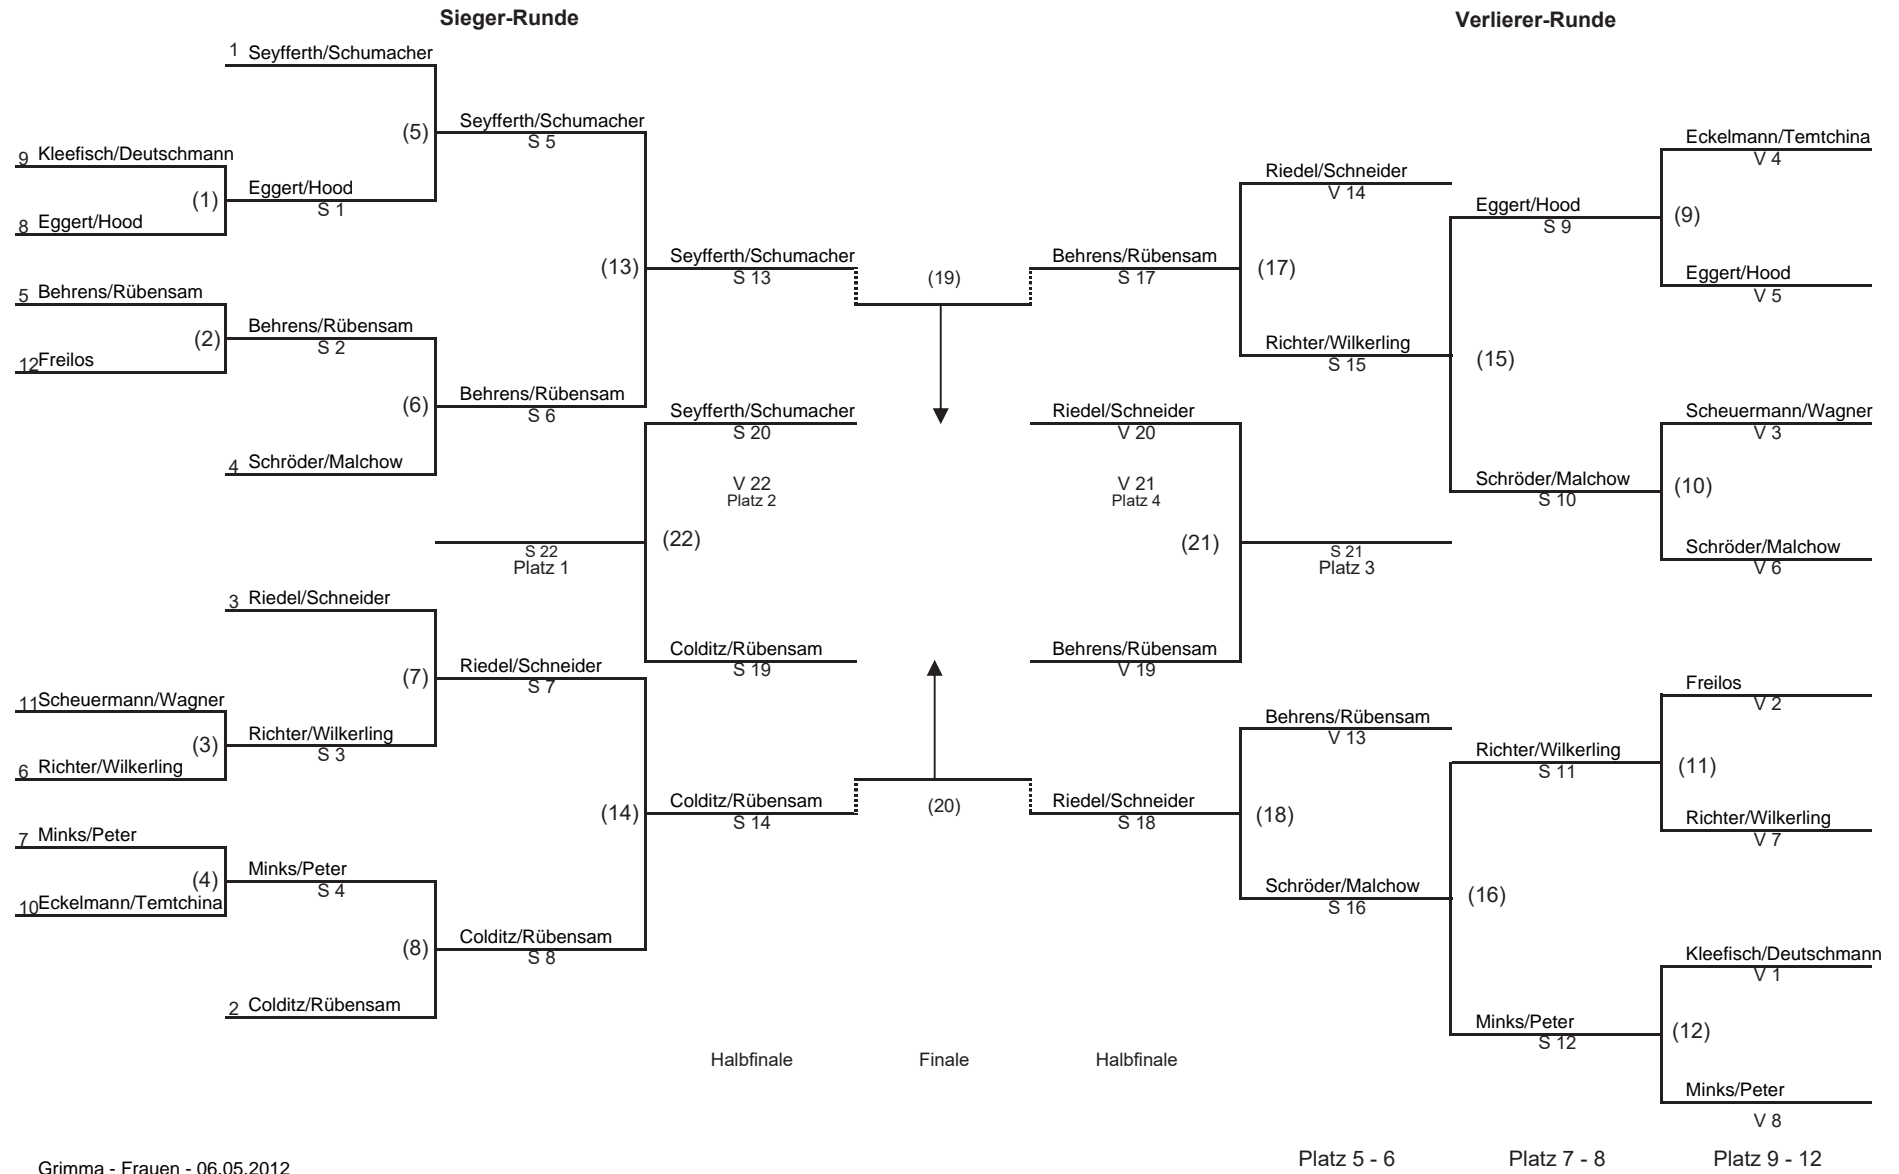 Sieger-Runde
Verlierer-Runde
1 Seyfferth/Schumacher
(5)
Seyfferth/Schumacher
S 5
9 Kleefisch/Deutschmann
(1)
Eggert/Hood
S 1
8 Eggert/Hood
(13)
Seyfferth/Schumacher
S 13
5 Behrens/Rübensam
(2)
Behrens/Rübensam
S 2
12 Freilos
(6)
Behrens/Rübensam
S 6
4 Schröder/Malchow
Seyfferth/Schumacher
S 20
V 22
Platz 2
(22)
S 22
Platz 1
3 Riedel/Schneider
(7)
Riedel/Schneider
S 7
Colditz/Rübensam
S 19
11 Scheuermann/Wagner
(3)
Richter/Wilkerling
S 3
6 Richter/Wilkerling
(14)
Colditz/Rübensam
S 14
7 Minks/Peter
(4)
Minks/Peter
S 4
10 Eckelmann/Temtchina
(8)
Colditz/Rübensam
S 8
2 Colditz/Rübensam
(19)
(20)
Behrens/Rübensam
S 17
(17)
Riedel/Schneider
V 14
Richter/Wilkerling
S 15
(15)
Eggert/Hood
S 9
(9)
Eckelmann/Temtchina
V 4
Eggert/Hood
V 5
Scheuermann/Wagner
V 3
Schröder/Malchow
S 10
(10)
Schröder/Malchow
V 6
Riedel/Schneider
V 20
V 21
Platz 4
(21)
S 21
Platz 3
Behrens/Rübensam
V 19
Behrens/Rübensam
V 13
Riedel/Schneider
S 18
(18)
Schröder/Malchow
S 16
(16)
Richter/Wilkerling
S 11
(11)
Freilos
V 2
Richter/Wilkerling
V 7
Kleefisch/Deutschmann
V 1
Minks/Peter
S 12
(12)
Minks/Peter
V 8
Halbfinale
Finale
Halbfinale
Platz 5 - 6
Platz 7 - 8
Platz 9 - 12
Grimma - Frauen - 06.05.2012